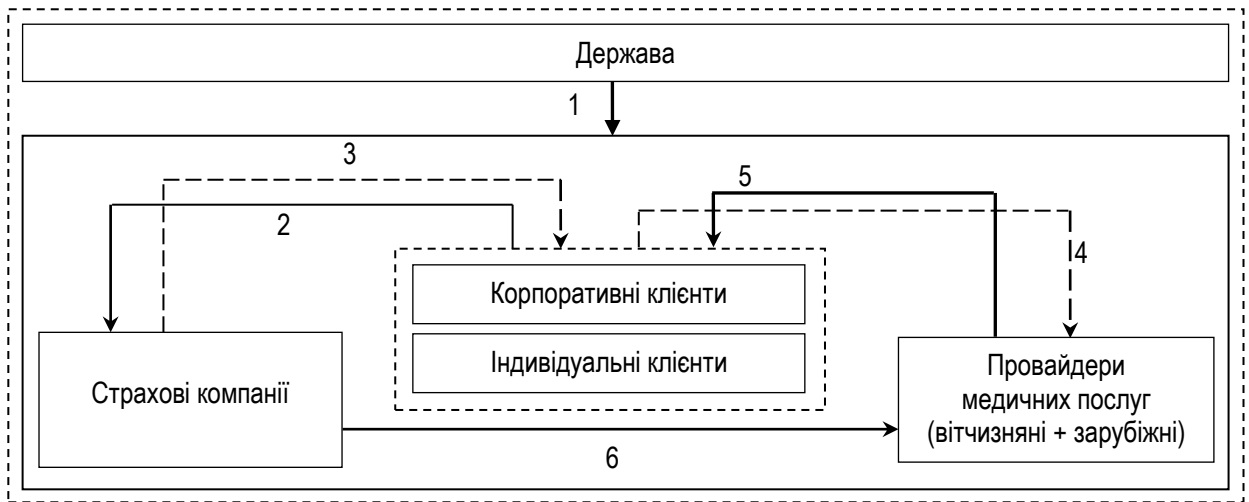 Держава
1
3
5
2
4
Корпоративні клієнти
Індивідуальні клієнти
Страхові компанії
Провайдери
медичних послуг
(вітчизняні + зарубіжні)
6